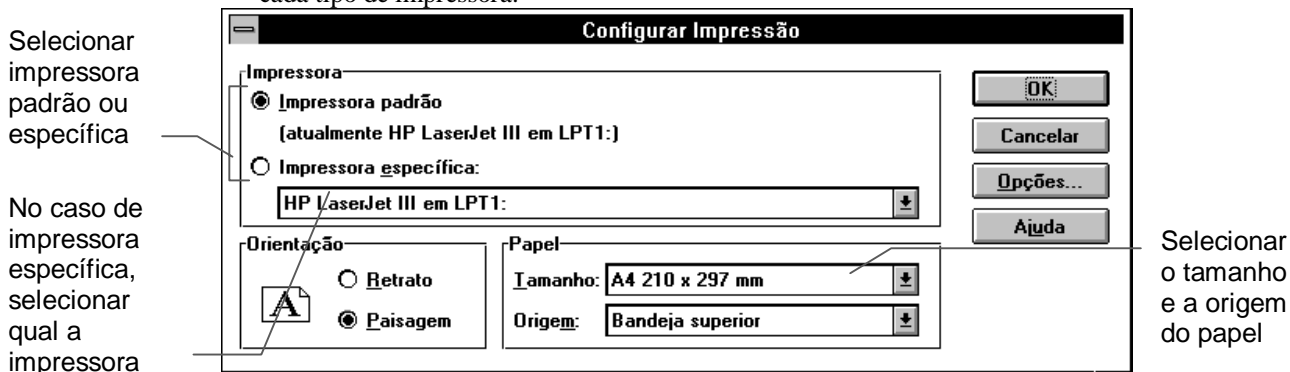 cada tipo de impressora.
Selecionar
impressora
padrão ou
específica
No caso de
impressora
específica,
selecionar
qual a
impressora
Configurar Impressão
Impressora
Impressora padrão
(atualmente HP LaserJet III em LPT1:)
Impressora específica:
HP LaserJet III em LPT1:
Orientação
A
Retrato
Paisagem
Papel
Tamanho: A4 210 x 297 mm
Origem: Bandeja superior
OK
Cancelar
Opções...
Ajuda
Selecionar
o tamanho
e a origem
do papel